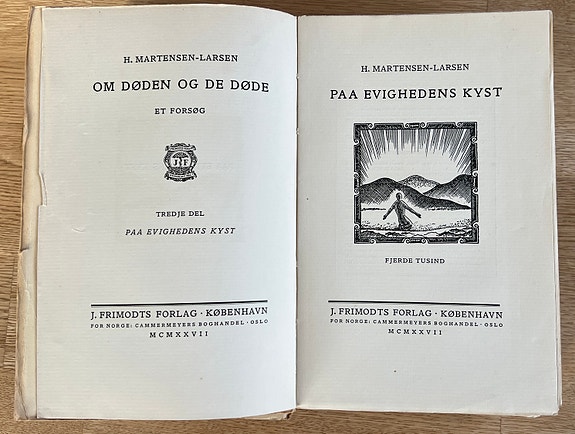 H. MARTENSEN-LARSEN
OM DØDEN OG DE DØDE
ET FORSØG
J F
TREDJE DEL
PAA EVIGHEDENS KYST
J. FRIMODTS FORLAG · KØBENHAVN
FOR NORGE: CAMMERMEYERS BOGHANDEL · OSLO
MCMXXVII
H. MARTENSEN-LARSEN
PAA EVIGHEDENS KYST
FJERDE TUSIND
J. FRIMODTS FORLAG · KØBENHAVN
FOR NORGE: CAMMERMEYERS BOGHANDEL · OSLO
MCMXXVII